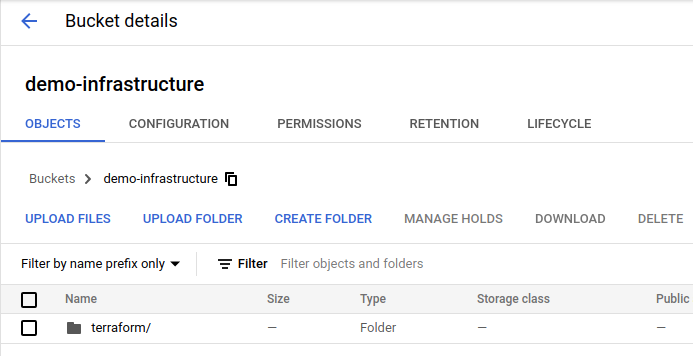 Bucket details
demo-infrastructure
OBJECTS CONFIGURATION PERMISSIONS RETENTION LIFECYCLE
Buckets > demo-infrastructure
UPLOAD FILES UPLOAD FOLDER CREATE FOLDER MANAGE HOLDS DOWNLOAD DELETE
Filter by name prefix only Filter Filter objects and folders
Name Size Type Storage class Public
terraform/ — Folder — —